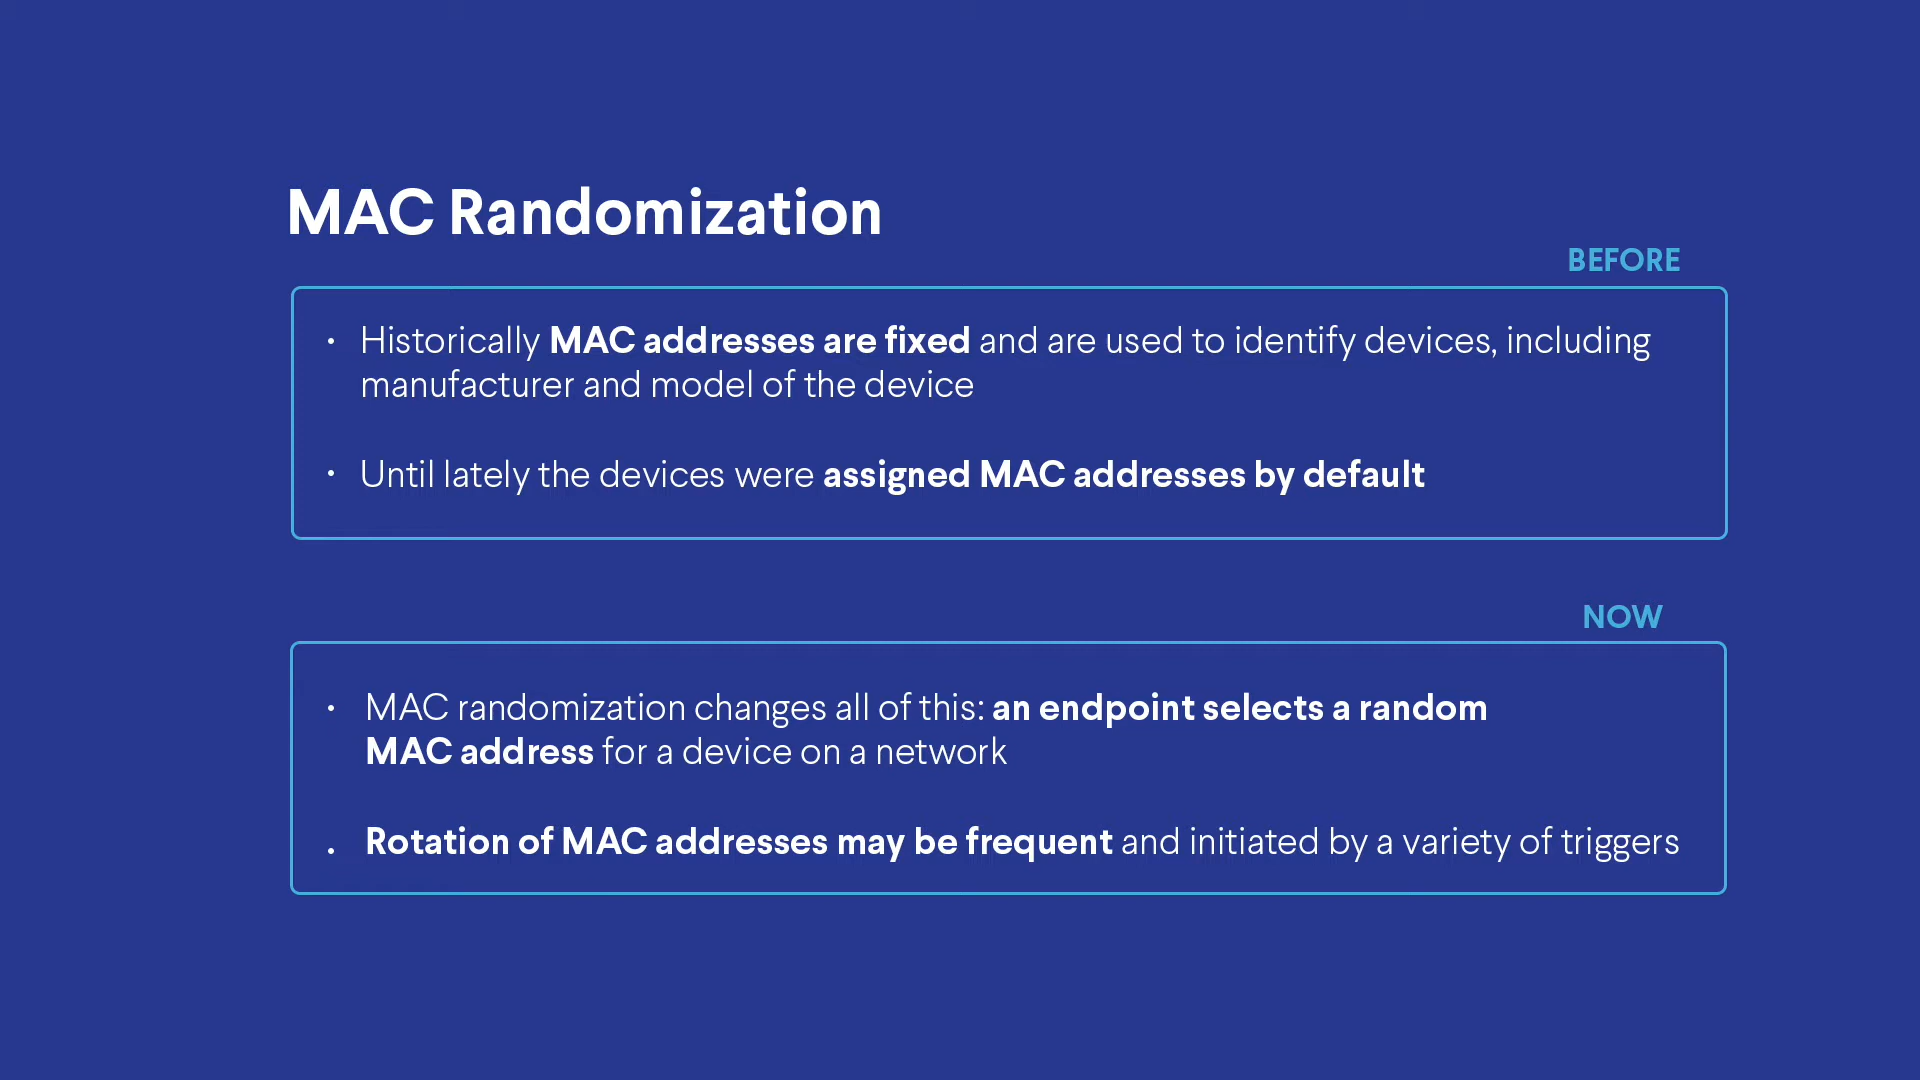 MAC Randomization
BEFORE
• Historically MAC addresses are fixed and are used to identify devices, including
manufacturer and model of the device
• Until lately the devices were assigned MAC addresses by default
NOW
• MAC randomization changes all of this: an endpoint selects a random
MAC address for a device on a network
• Rotation of MAC addresses may be frequent and initiated by a variety of triggers